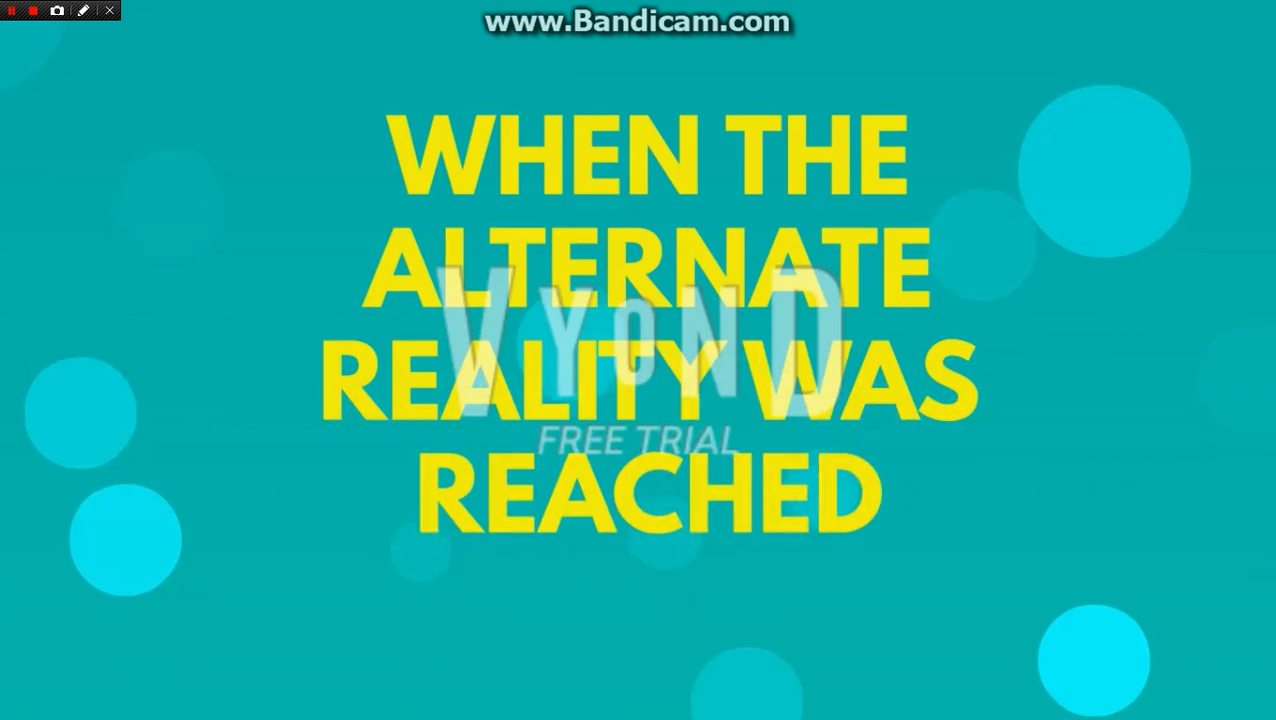 www.Bandicam.com
WHEN THE
ALTERNATE
REALITY WAS
REACHED
VYOND
FREE TRIAL